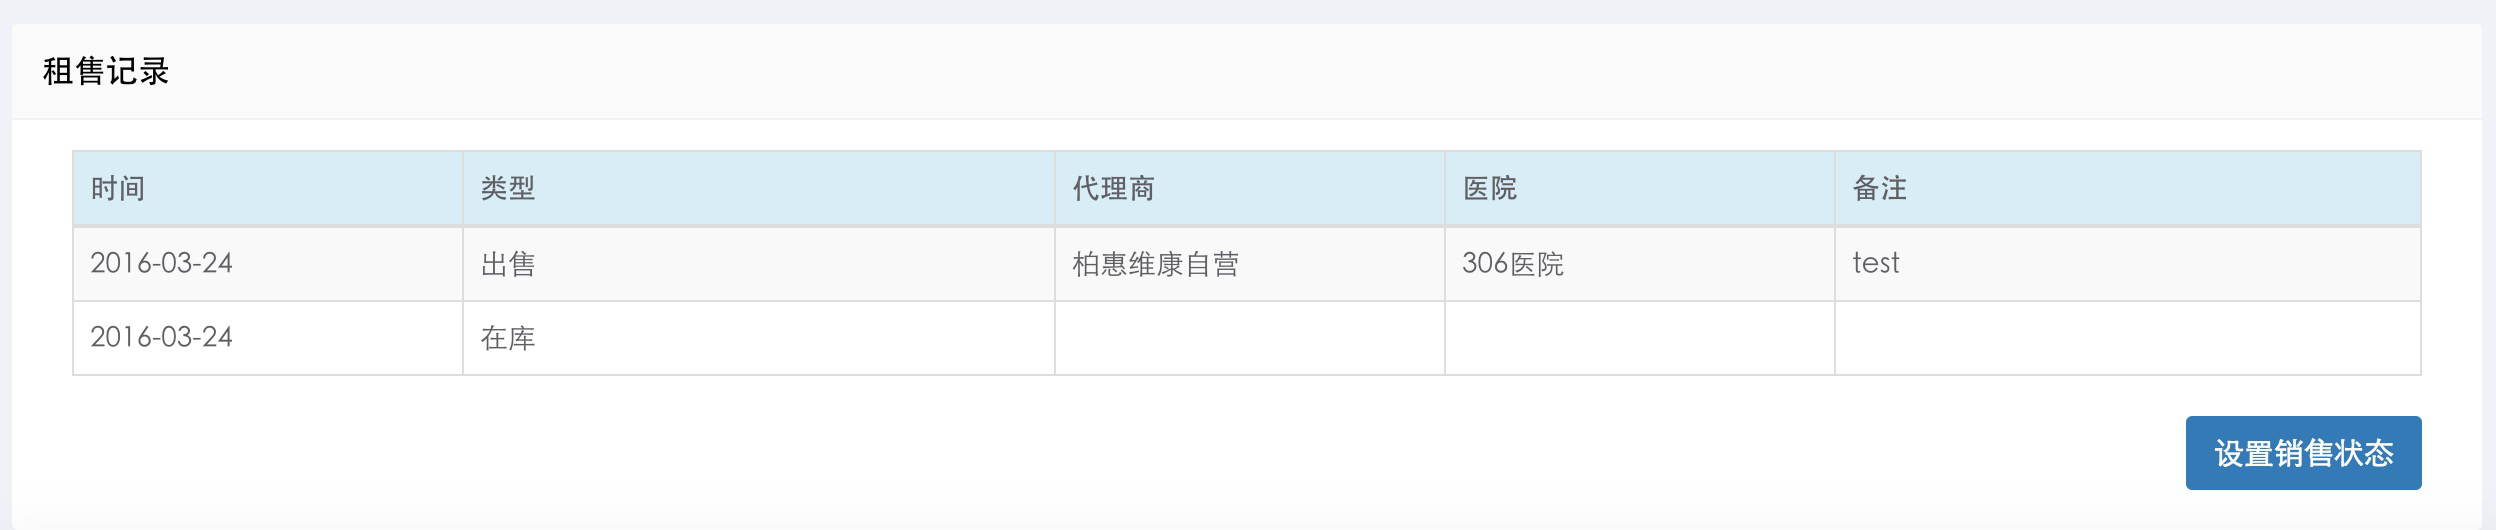 租售记录
时间 类型 代理商 医院 备注
2016-03-24 出售 柏惠维康自营 306医院 test
2016-03-24 在库
设置销售状态